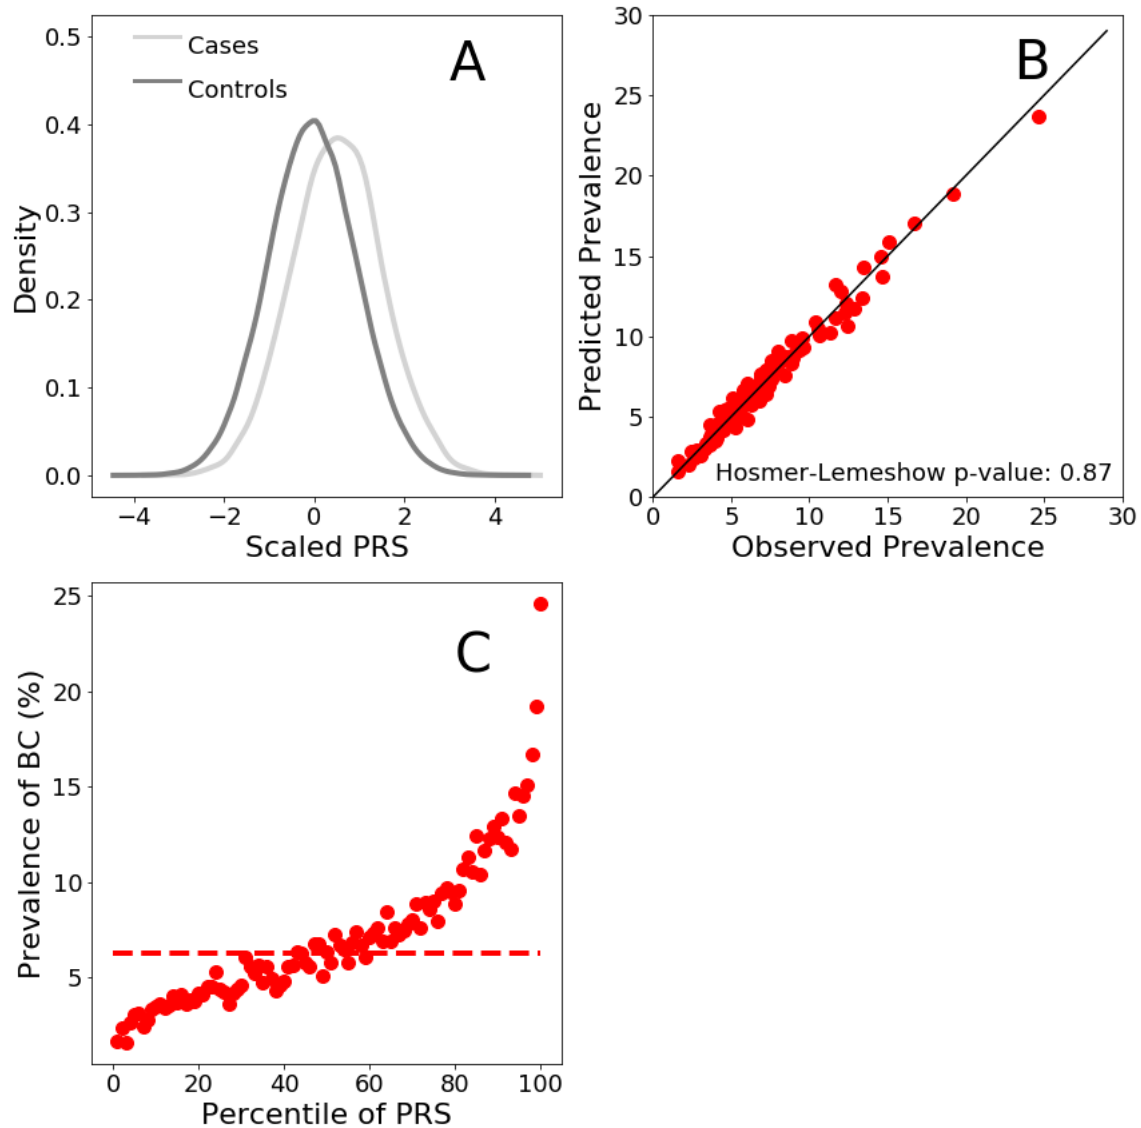 A
Cases
Controls
0.5
0.4
0.3
0.2
0.1
0.0
Density
−4 −2 0 2 4
Scaled PRS
B
30
25
20
15
10
5
0
Predicted Prevalence
Hosmer-Lemeshow p-value: 0.87
0 5 10 15 20 25 30
Observed Prevalence
C
25
20
15
10
5
Prevalence of BC (%)
0 20 40 60 80 100
Percentile of PRS